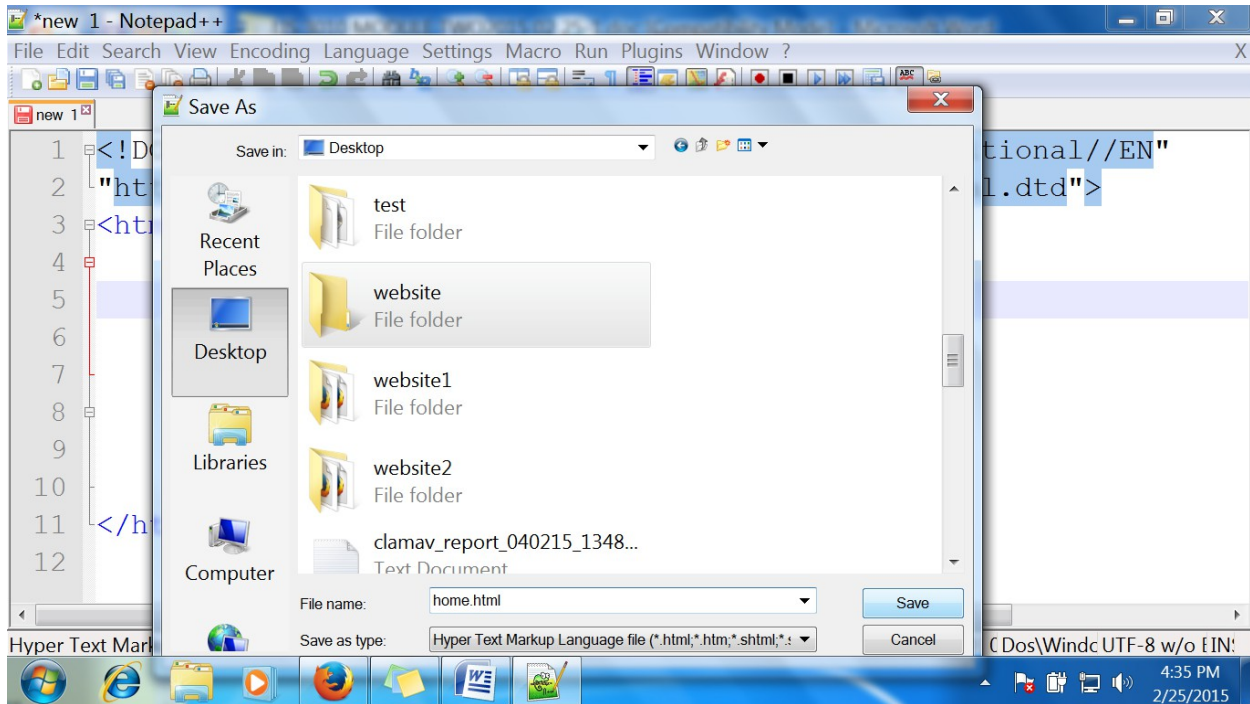 *new 1 - Notepad++
File Edit Search View Encoding Language Settings Macro Run Plugins Window ? X
new 1
Save As
Save in: Desktop
1 <!D tional//EN"
2 "ht l.dtd">
3 <ht
4
5
6
7
8
9
10
11 </h
12
Recent
Places
Desktop
Libraries
Computer
test
File folder
website
File folder
website1
File folder
website2
File folder
clamav_report_040215_1348...
Text Document
File name: home.html Save
Save as type: Hyper Text Markup Language file (*.html;*.htm;*.shtml;*.s Cancel
Hyper Text Mark Dos\Windc UTF-8 w/o INS
4:35 PM
2/25/2015